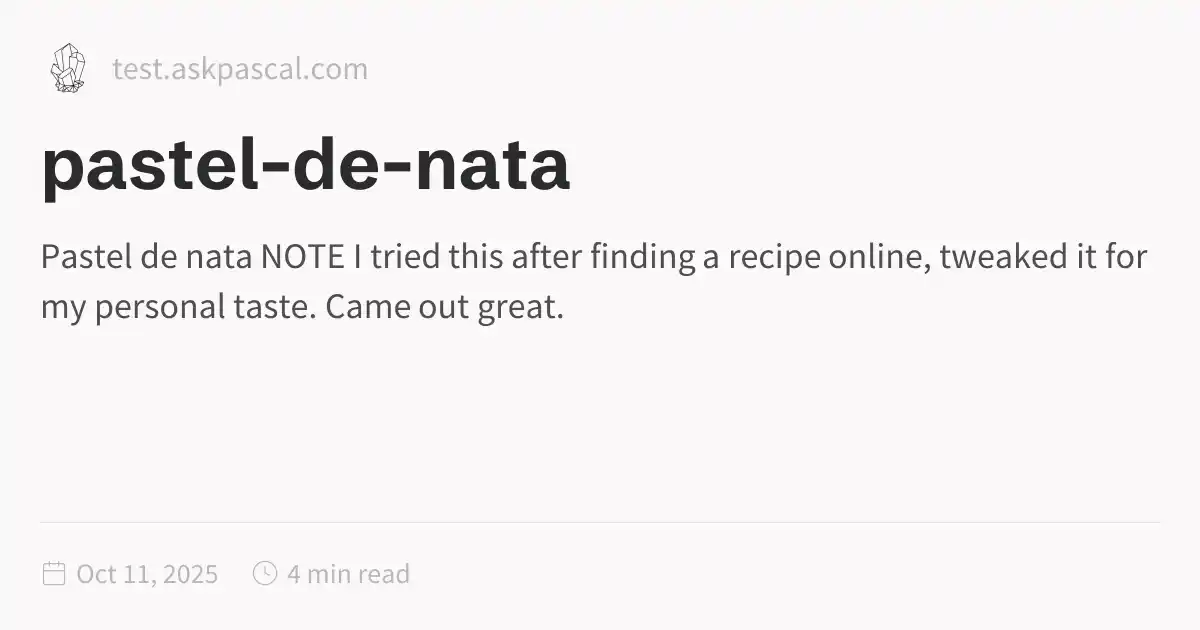 test.askpascal.com
pastel-de-nata
Pastel de nata NOTE I tried this after finding a recipe online, tweaked it for
my personal taste. Came out great.
Oct 11, 2025 4 min read